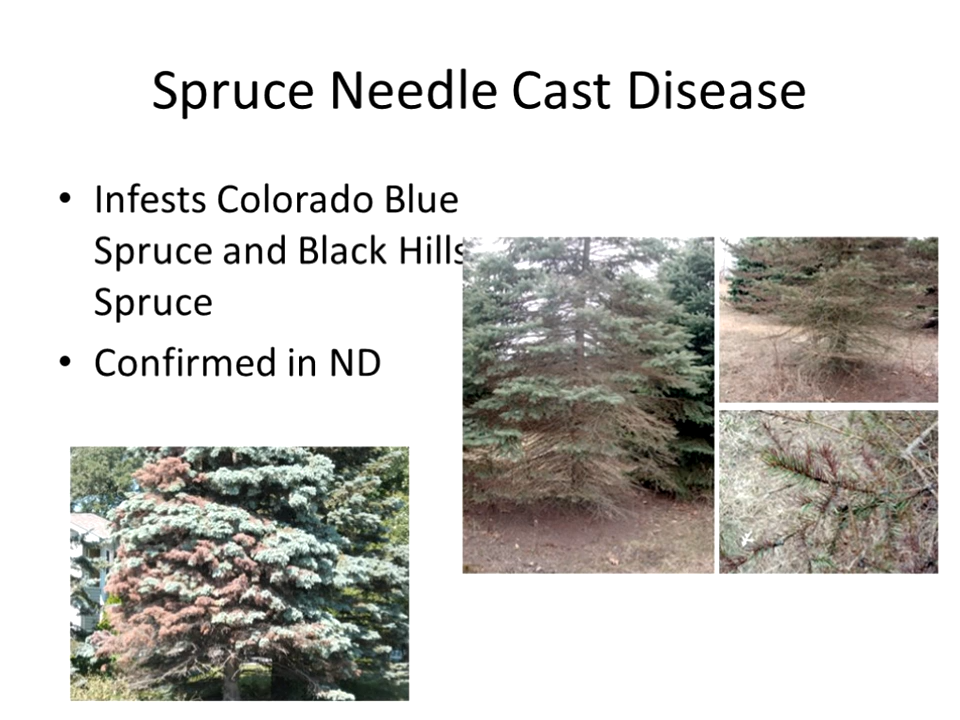 Spruce Needle Cast Disease
• Infests Colorado Blue
Spruce and Black Hills
Spruce
• Confirmed in ND